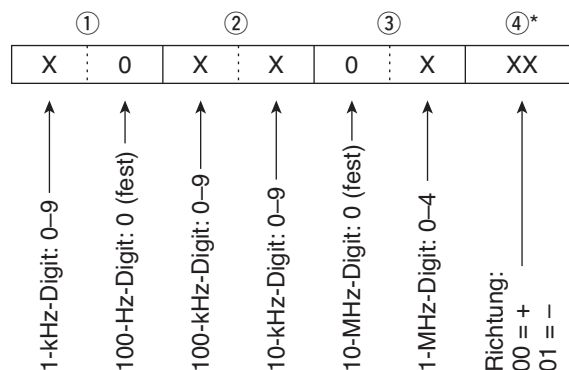 ① ② ③ ④*
X 0 X X 0 X XX
1-kHz-Digit: 0–9
100-Hz-Digit: 0 (fest)
100-kHz-Digit: 0–9
10-kHz-Digit: 0–9
10-MHz-Digit: 0 (fest)
1-MHz-Digit: 0–4
Richtung:
00 = +
01 = –